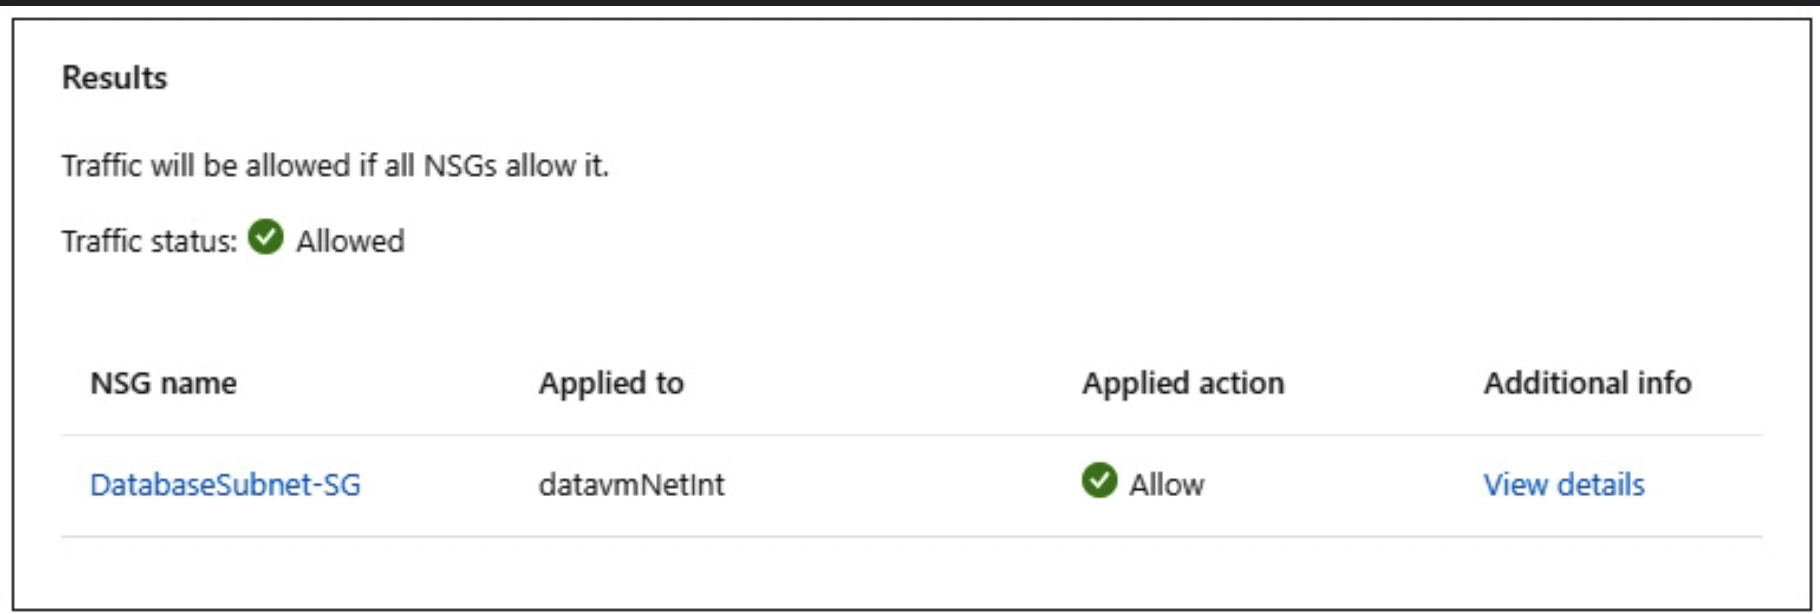 Results
Traffic will be allowed if all NSGs allow it.
Traffic status: Allowed
NSG name Applied to Applied action Additional info
DatabaseSubnet-SG datavmNetInt Allow View details